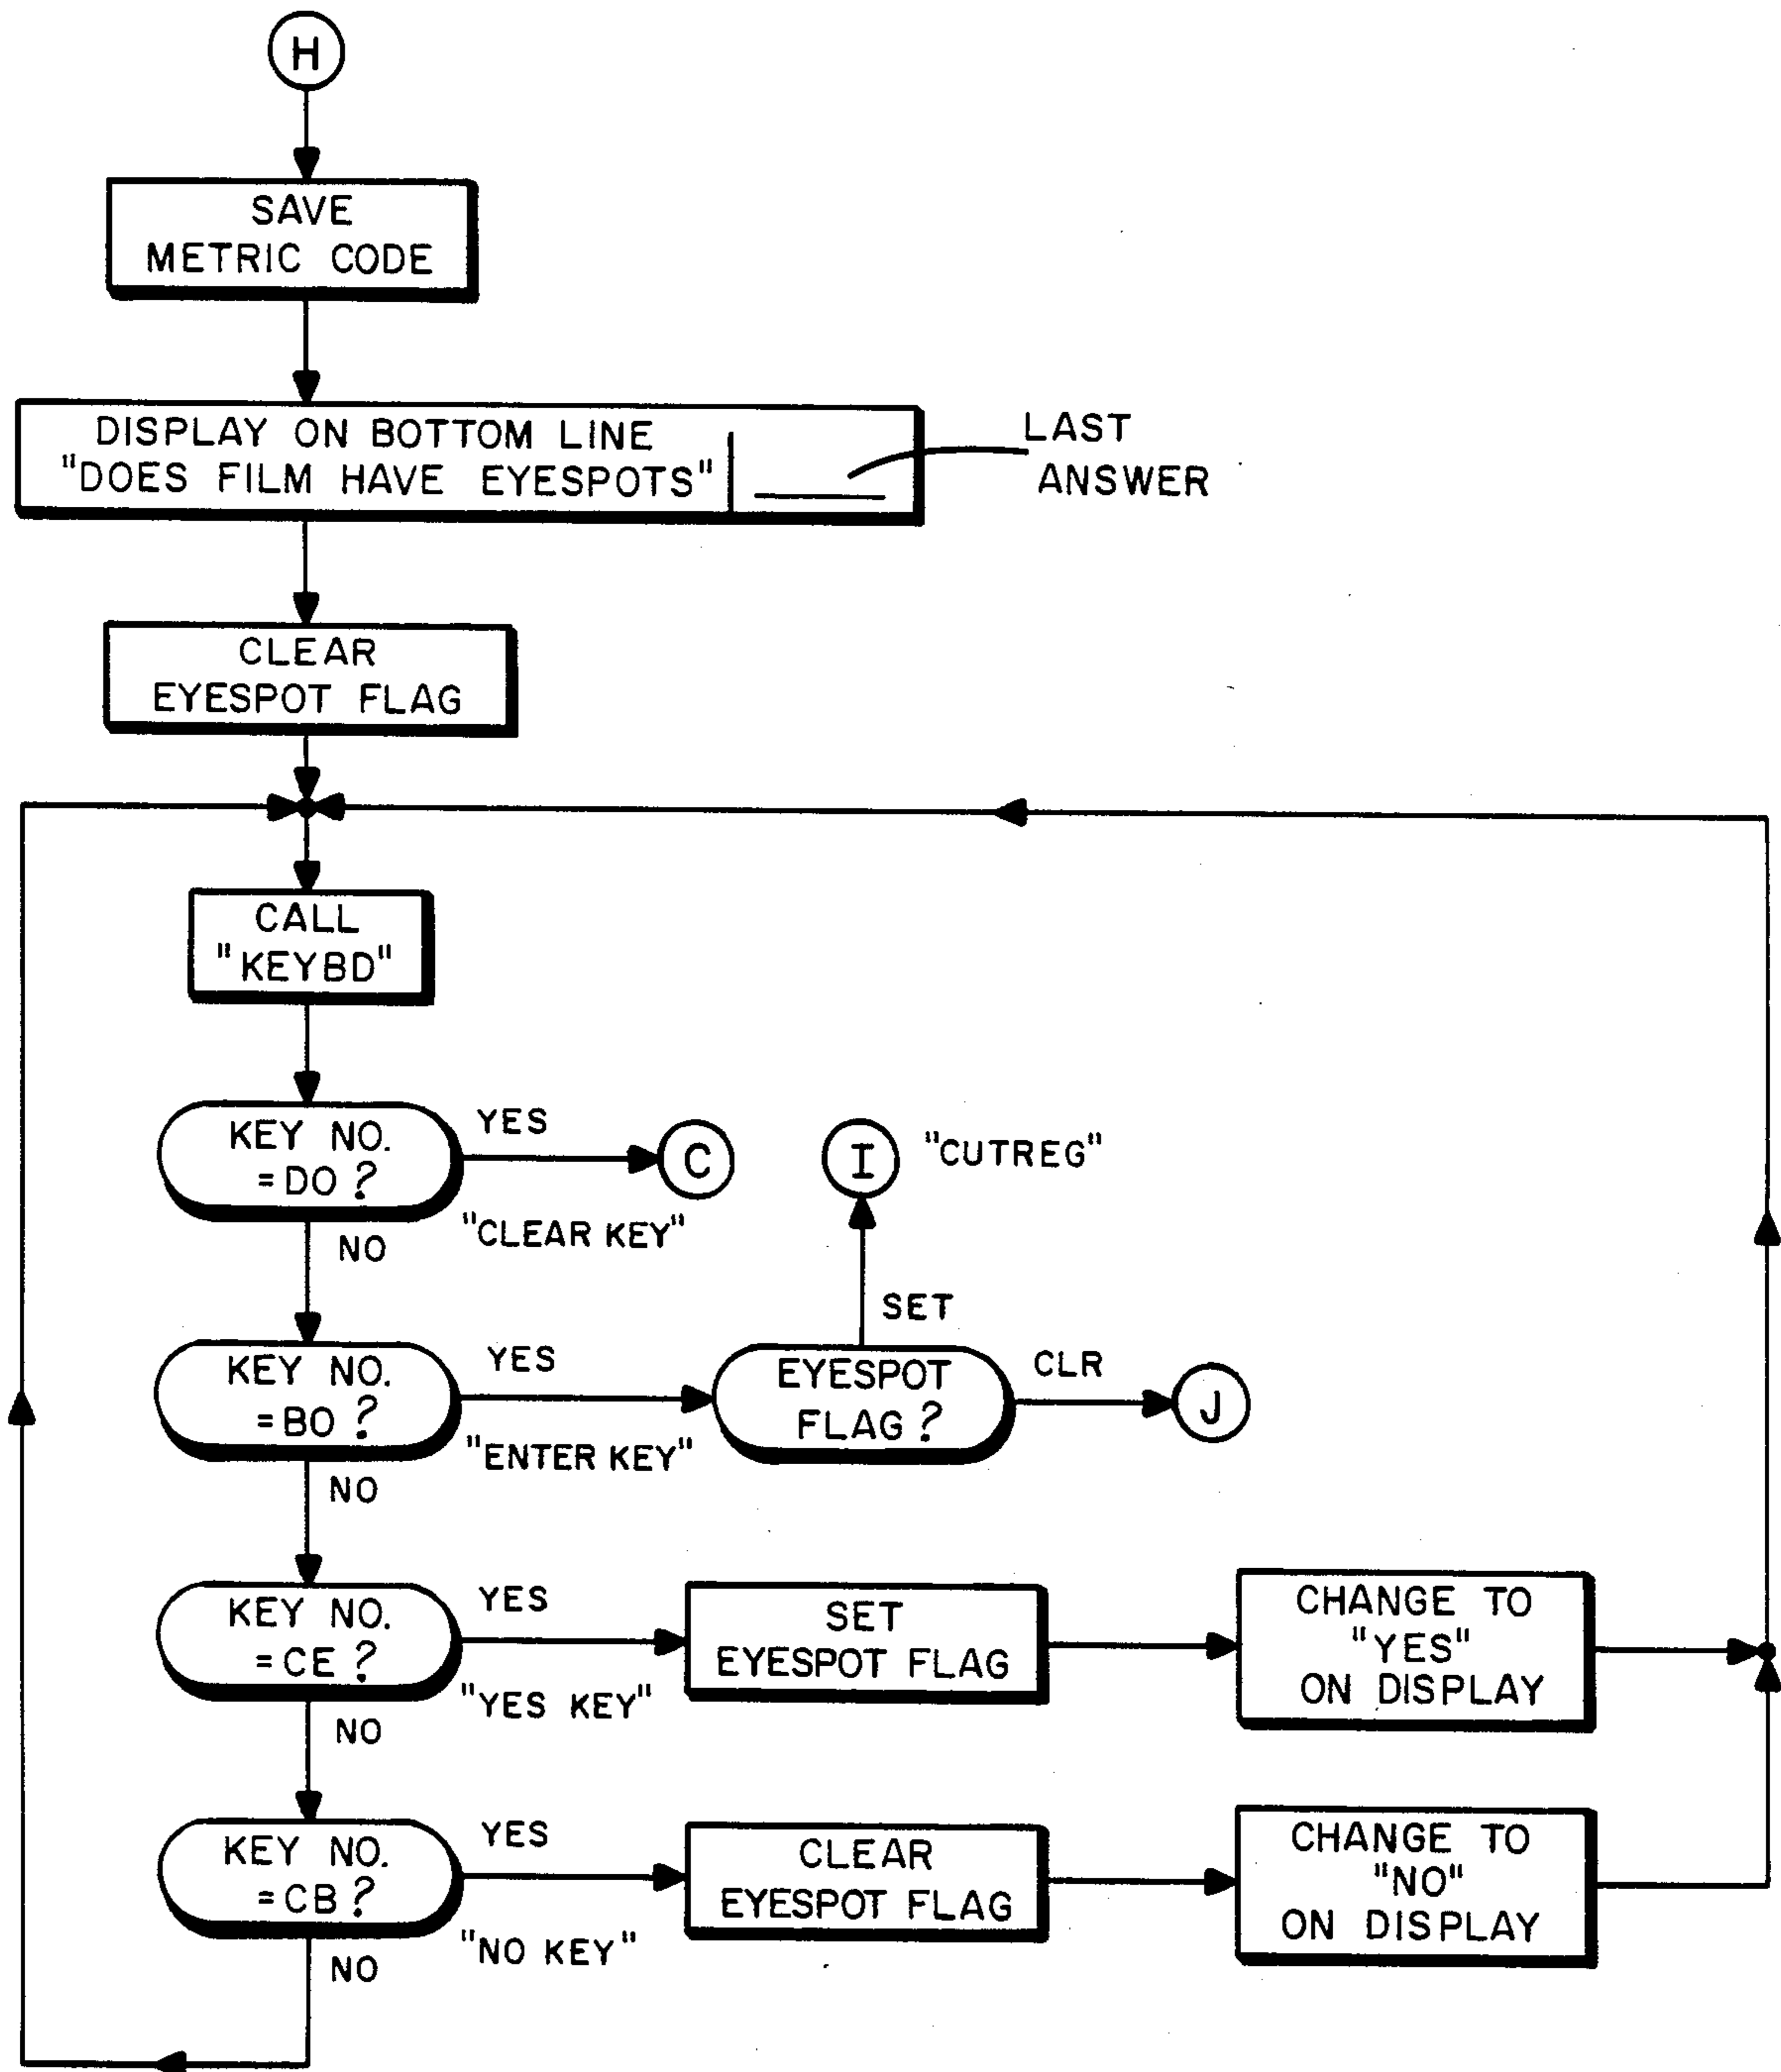 H
SAVE
METRIC CODE
DISPLAY ON BOTTOM LINE
"DOES FILM HAVE EYESPOTS"
LAST
ANSWER
CLEAR
EYESPOT FLAG
CALL
"KEYBD"
KEY NO.
=DO?
YES
"CLEAR KEY"
NO
C
I
"CUTREG"
SET
KEY NO.
=BO?
YES
"ENTER KEY"
NO
EYESPOT
FLAG?
CLR
J
KEY NO.
=CE?
YES
"YES KEY"
NO
SET
EYESPOT FLAG
CHANGE TO
"YES"
ON DISPLAY
KEY NO.
=CB?
YES
"NO KEY"
NO
CLEAR
EYESPOT FLAG
CHANGE TO
"NO"
ON DISPLAY